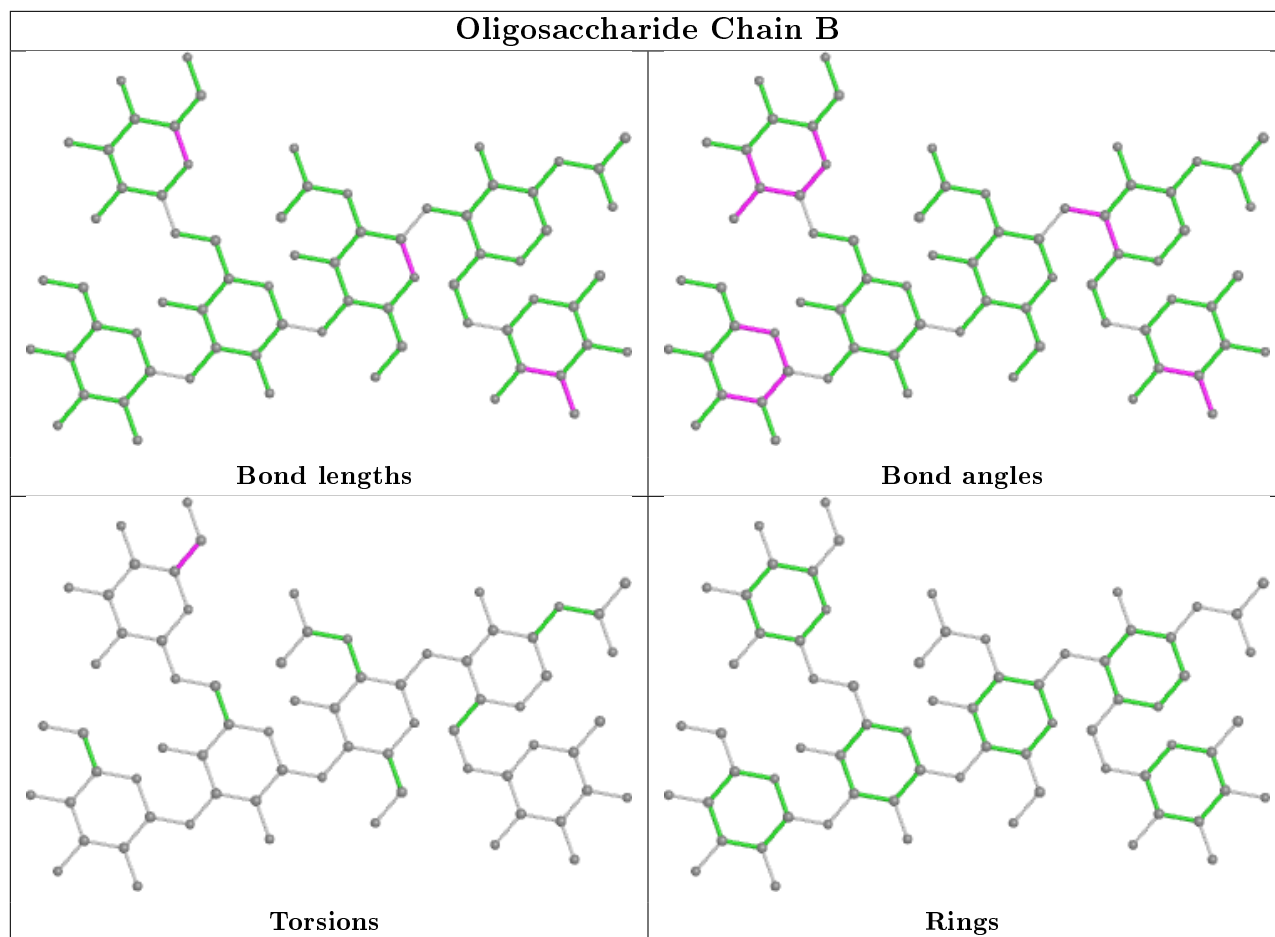 Oligosaccharide Chain B
Bond lengths
Bond angles
Torsions
Rings